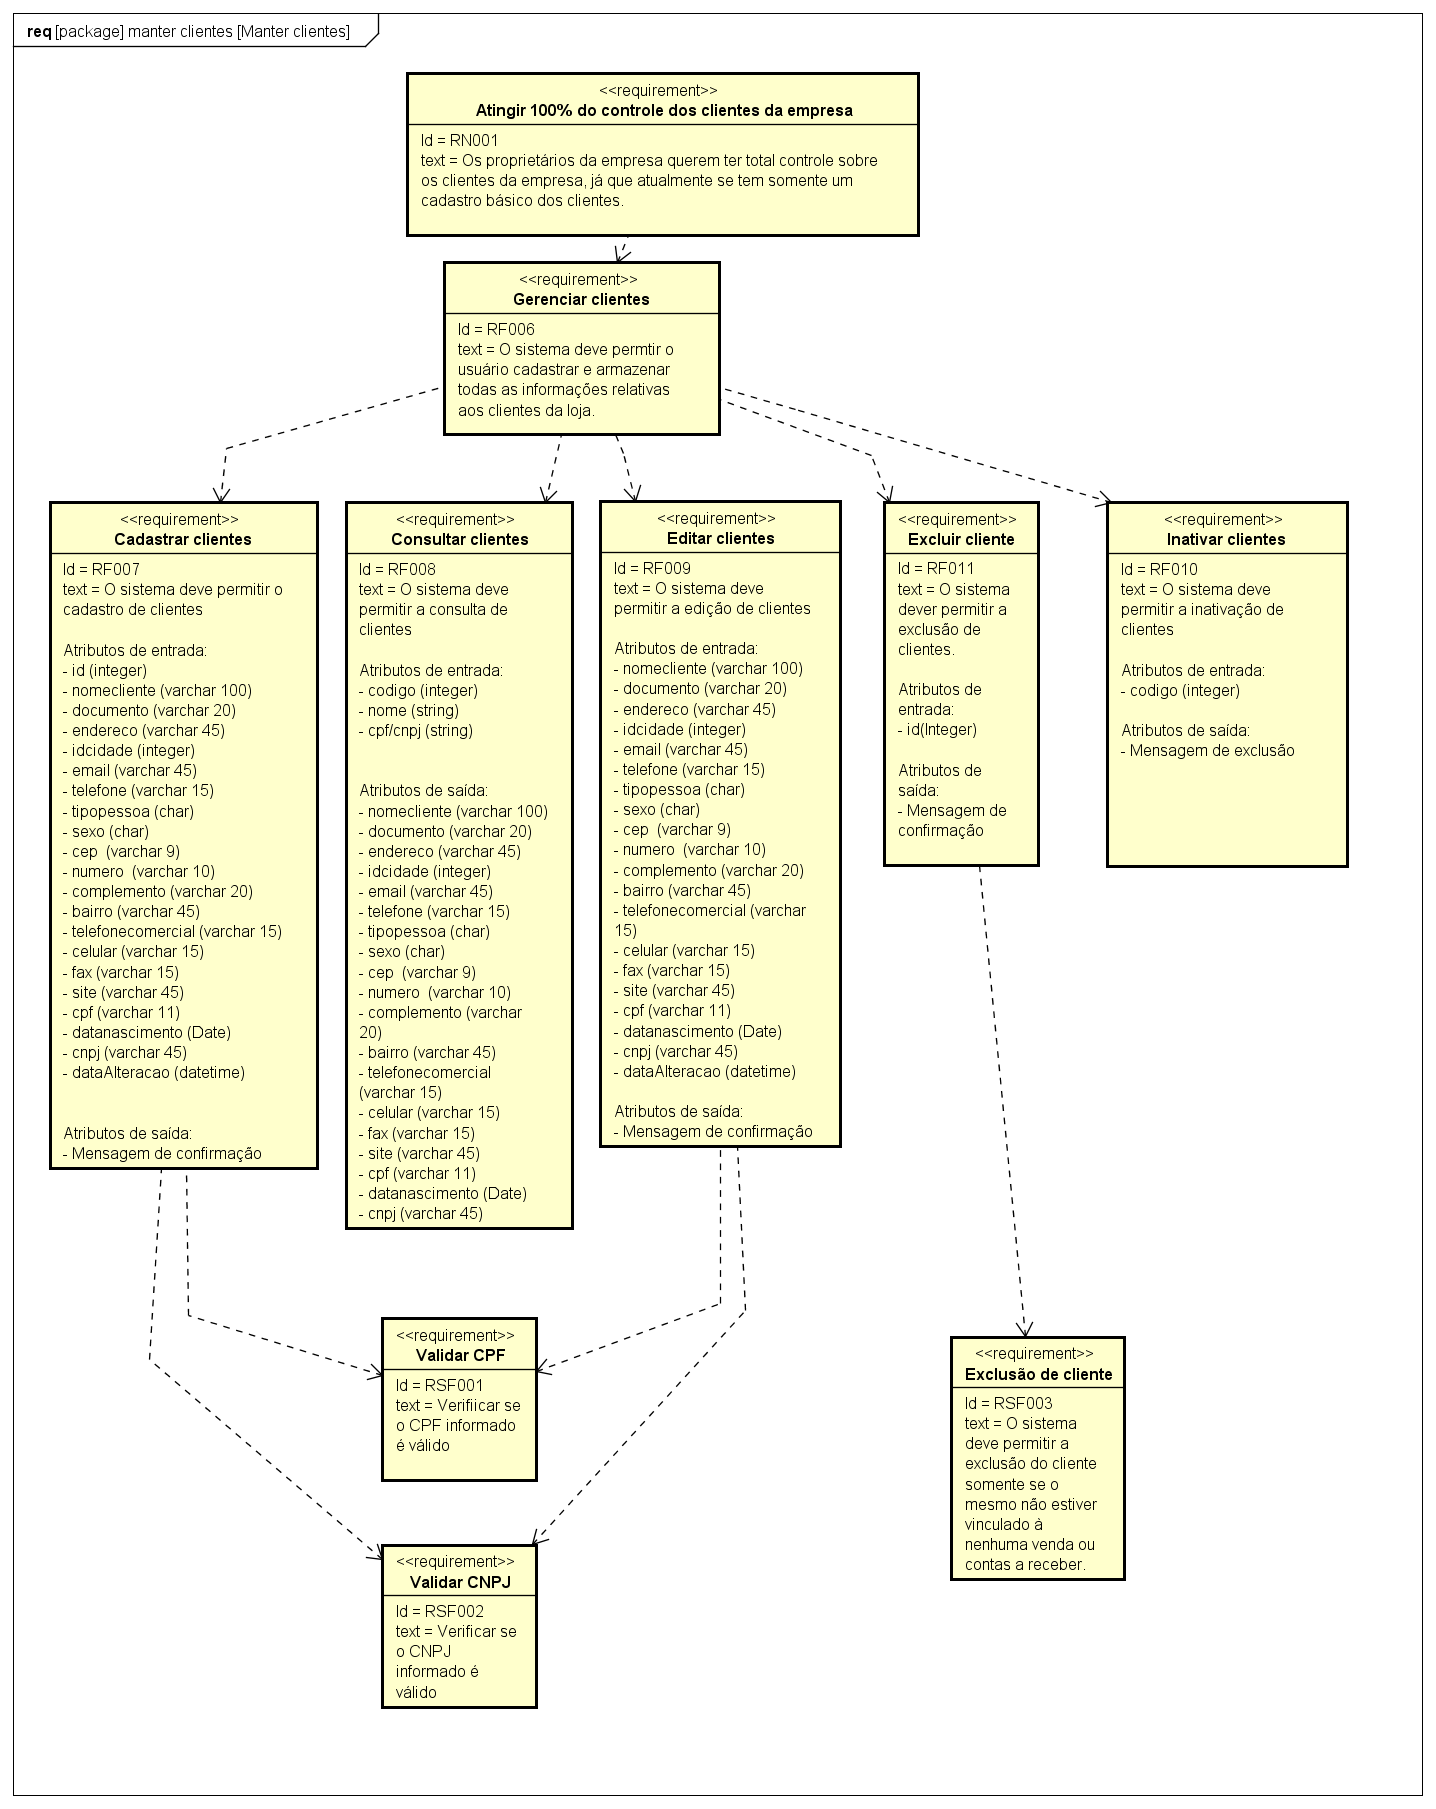 req [package] manter clientes [Manter clientes]
<<requirement>>
Atingir 100% do controle dos clientes da empresa
Id = RN001
text = Os proprietários da empresa querem ter total controle sobre
os clientes da empresa, já que atualmente se tem somente um
cadastro básico dos clientes.
<<requirement>>
Gerenciar clientes
Id = RF006
text = O sistema deve permtir o
usuário cadastrar e armazenar
todas as informações relativas
aos clientes da loja.
<<requirement>>
Cadastrar clientes
Id = RF007
text = O sistema deve permitir o
cadastro de clientes
Atributos de entrada:
- id (integer)
- nomecliente (varchar 100)
- documento (varchar 20)
- endereco (varchar 45)
- idcidade (integer)
- email (varchar 45)
- telefone (varchar 15)
- tipopessoa (char)
- sexo (char)
- cep  (varchar 9)
- numero  (varchar 10)
- complemento (varchar 20)
- bairro (varchar 45)
- telefonecomercial (varchar 15)
- celular (varchar 15)
- fax (varchar 15)
- site (varchar 45)
- cpf (varchar 11)
- datanascimento (Date)
- cnpj (varchar 45)
- dataAlteracao (datetime)
Atributos de saída:
- Mensagem de confirmação
<<requirement>>
Consultar clientes
Id = RF008
text = O sistema deve
permitir a consulta de
clientes
Atributos de entrada:
- codigo (integer)
- nome (string)
- cpf/cnpj (string)
Atributos de saída:
- nomecliente (varchar 100)
- documento (varchar 20)
- endereco (varchar 45)
- idcidade (integer)
- email (varchar 45)
- telefone (varchar 15)
- tipopessoa (char)
- sexo (char)
- cep  (varchar 9)
- numero  (varchar 10)
- complemento (varchar
20)
- bairro (varchar 45)
- telefonecomercial
(varchar 15)
- celular (varchar 15)
- fax (varchar 15)
- site (varchar 45)
- cpf (varchar 11)
- datanascimento (Date)
- cnpj (varchar 45)
<<requirement>>
Editar clientes
Id = RF009
text = O sistema deve
permitir a edição de clientes
Atributos de entrada:
- nomecliente (varchar 100)
- documento (varchar 20)
- endereco (varchar 45)
- idcidade (integer)
- email (varchar 45)
- telefone (varchar 15)
- tipopessoa (char)
- sexo (char)
- cep  (varchar 9)
- numero  (varchar 10)
- complemento (varchar 20)
- bairro (varchar 45)
- telefonecomercial (varchar
15)
- celular (varchar 15)
- fax (varchar 15)
- site (varchar 45)
- cpf (varchar 11)
- datanascimento (Date)
- cnpj (varchar 45)
- dataAlteracao (datetime)
Atributos de saída:
- Mensagem de confirmação
<<requirement>>
Excluir cliente
Id = RF011
text = O sistema
dever permitir a
exclusão de
clientes.
Atributos de
entrada:
- id(Integer)
Atributos de
saída:
- Mensagem de
confirmação
<<requirement>>
Inativar clientes
Id = RF010
text = O sistema deve
permitir a inativação de
clientes
Atributos de entrada:
- codigo (integer)
Atributos de saída:
- Mensagem de exclusão
<<requirement>>
Validar CPF
Id = RSF001
text = Verifiicar se
o CPF informado
é válido
<<requirement>>
Exclusão de cliente
Id = RSF003
text = O sistema
deve permitir a
exclusão do cliente
somente se o
mesmo não estiver
vinculado à
nenhuma venda ou
contas a receber.
<<requirement>>
Validar CNPJ
Id = RSF002
text = Verificar se
o CNPJ
informado é
válido